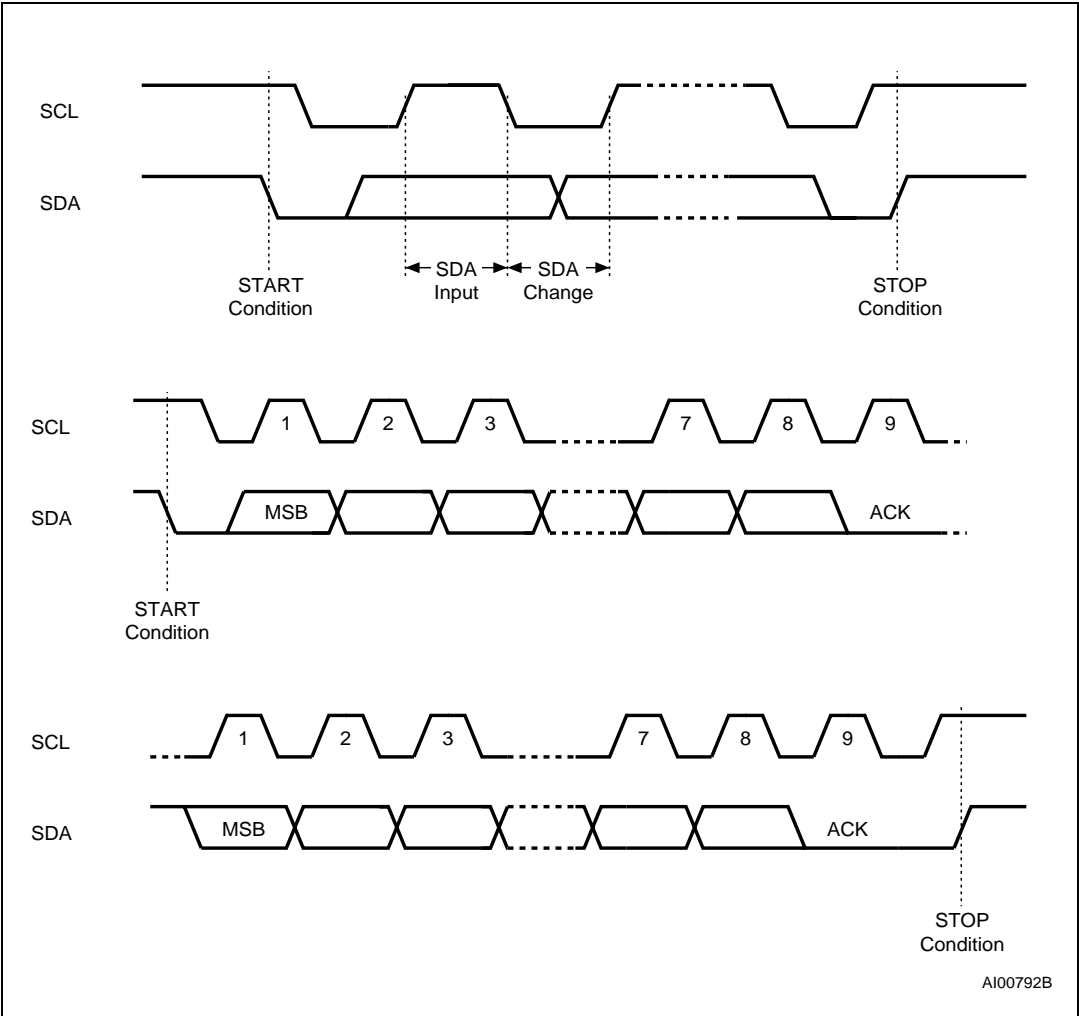 SCL
SDA
SDA
Input
SDA
Change
START
Condition
STOP
Condition
SCL
1 2 3 7 8 9
SDA
MSB
ACK
START
Condition
SCL
1 2 3 7 8 9
SDA
MSB
ACK
STOP
Condition
AI00792B